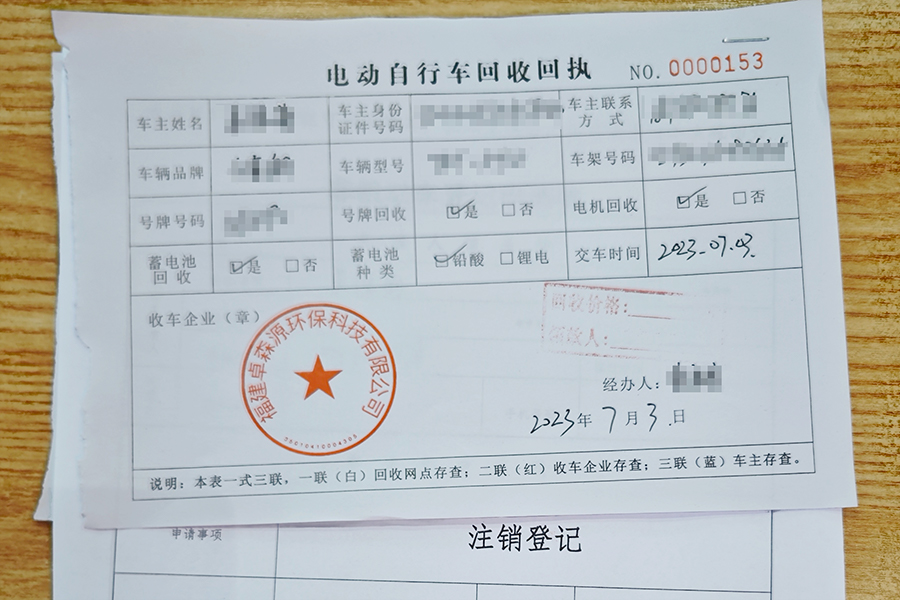 电动自行车回收回执 NO.0000153
车主姓名 车主身份证件号码 车主联系方式
车辆品牌 车辆型号 车架号码
号牌号码 号牌回收 ☑是 □否 电机回收 ☑是 □否
蓄电池回收 ☑是 □否 蓄电池种类 ☑铅酸 □锂电 交车时间 2023-07.03.
收车企业（章）
福建卓森源环保科技有限公司
回收价格：
经办人：
2023年7月3日
说明：本表一式三联，一联（白）回收网点存查；二联（红）收车企业存查；三联（蓝）车主存查。
申请事项 注销登记